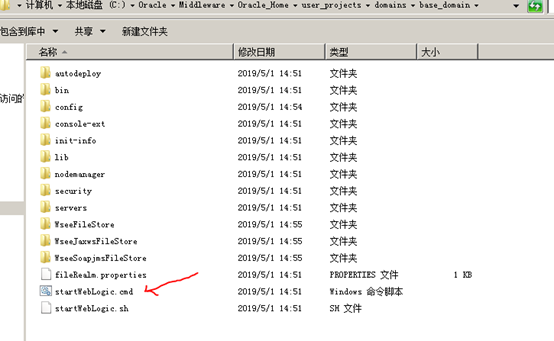 计算机 ▸ 本地磁盘 (C:) ▸ Oracle ▸ Middleware ▸ Oracle_Home ▸ user_projects ▸ domains ▸ base_domain ▸
包含到库中 共享 新建文件夹
名称 修改日期 类型 大小
autodeploy 2019/5/1 14:51 文件夹
bin 2019/5/1 14:51 文件夹
访问的
config 2019/5/1 14:54 文件夹
console-ext 2019/5/1 14:51 文件夹
init-info 2019/5/1 14:51 文件夹
lib 2019/5/1 14:51 文件夹
nodemanager 2019/5/1 14:51 文件夹
security 2019/5/1 14:51 文件夹
servers 2019/5/1 14:51 文件夹
WseeFileStore 2019/5/1 14:55 文件夹
WseeJaxwsFileStore 2019/5/1 14:55 文件夹
WseeSoapjmsFileStore 2019/5/1 14:55 文件夹
fileRealm.properties 2019/5/1 14:51 PROPERTIES 文件 1 KB
startWebLogic.cmd 2019/5/1 14:51 Windows 命令脚本
startWebLogic.sh 2019/5/1 14:51 SH 文件